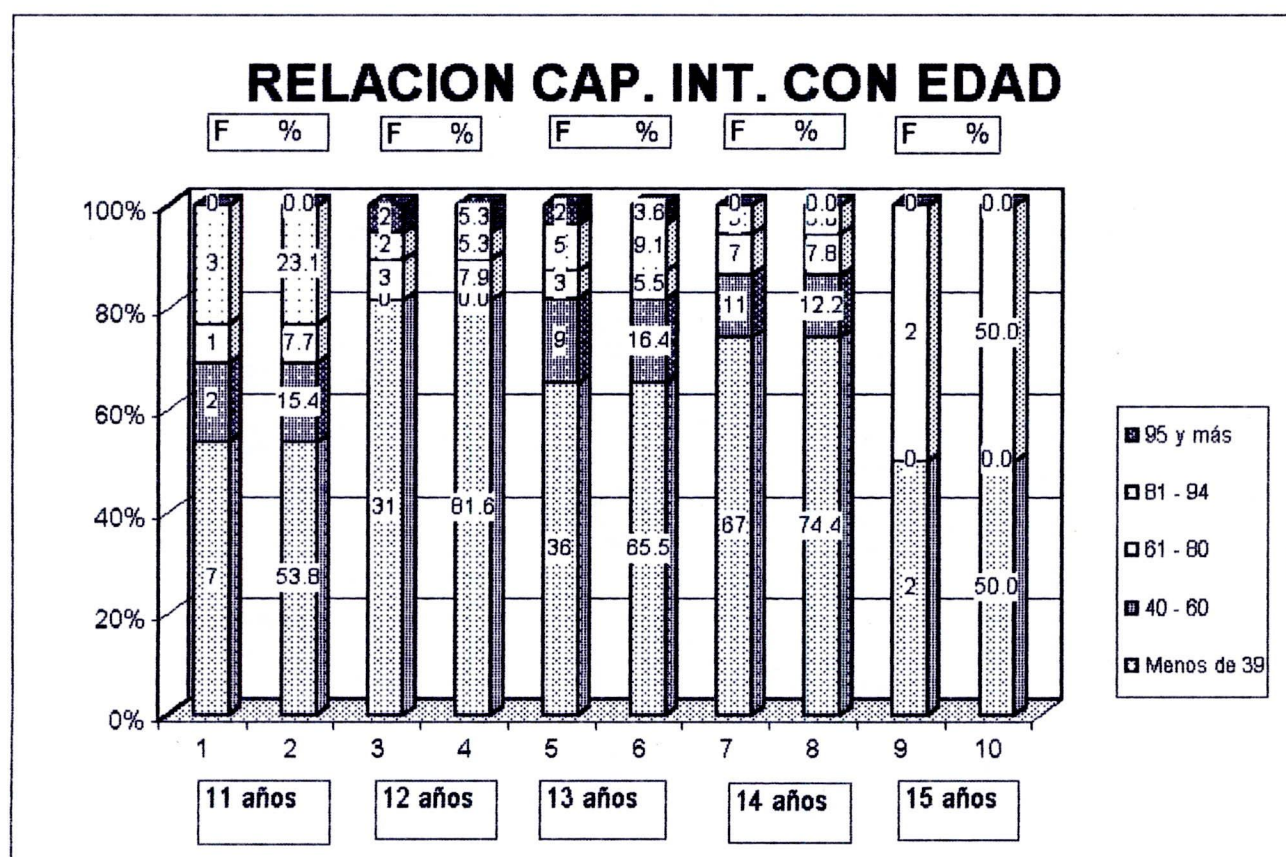 RELACION CAP. INT. CON EDAD
F % F % F % F % F %
100%
80%
60%
40%
20%
0%
0 0.0 2 5.3 2 3.6 0 0.0 0 0.0
3 23.1 2 5.3 5 9.1
1 7.7 3 7.9 3 5.5 7 7.8 2 50.0
2 15.4 0 0.0 9 16.4 11 12.2 0 0.0
7 53.8 31 81.6 36 65.5 67 74.4 2 50.0
1 2 3 4 5 6 7 8 9 10
11 años 12 años 13 años 14 años 15 años
95 y más
81 - 94
61 - 80
40 - 60
Menos de 39